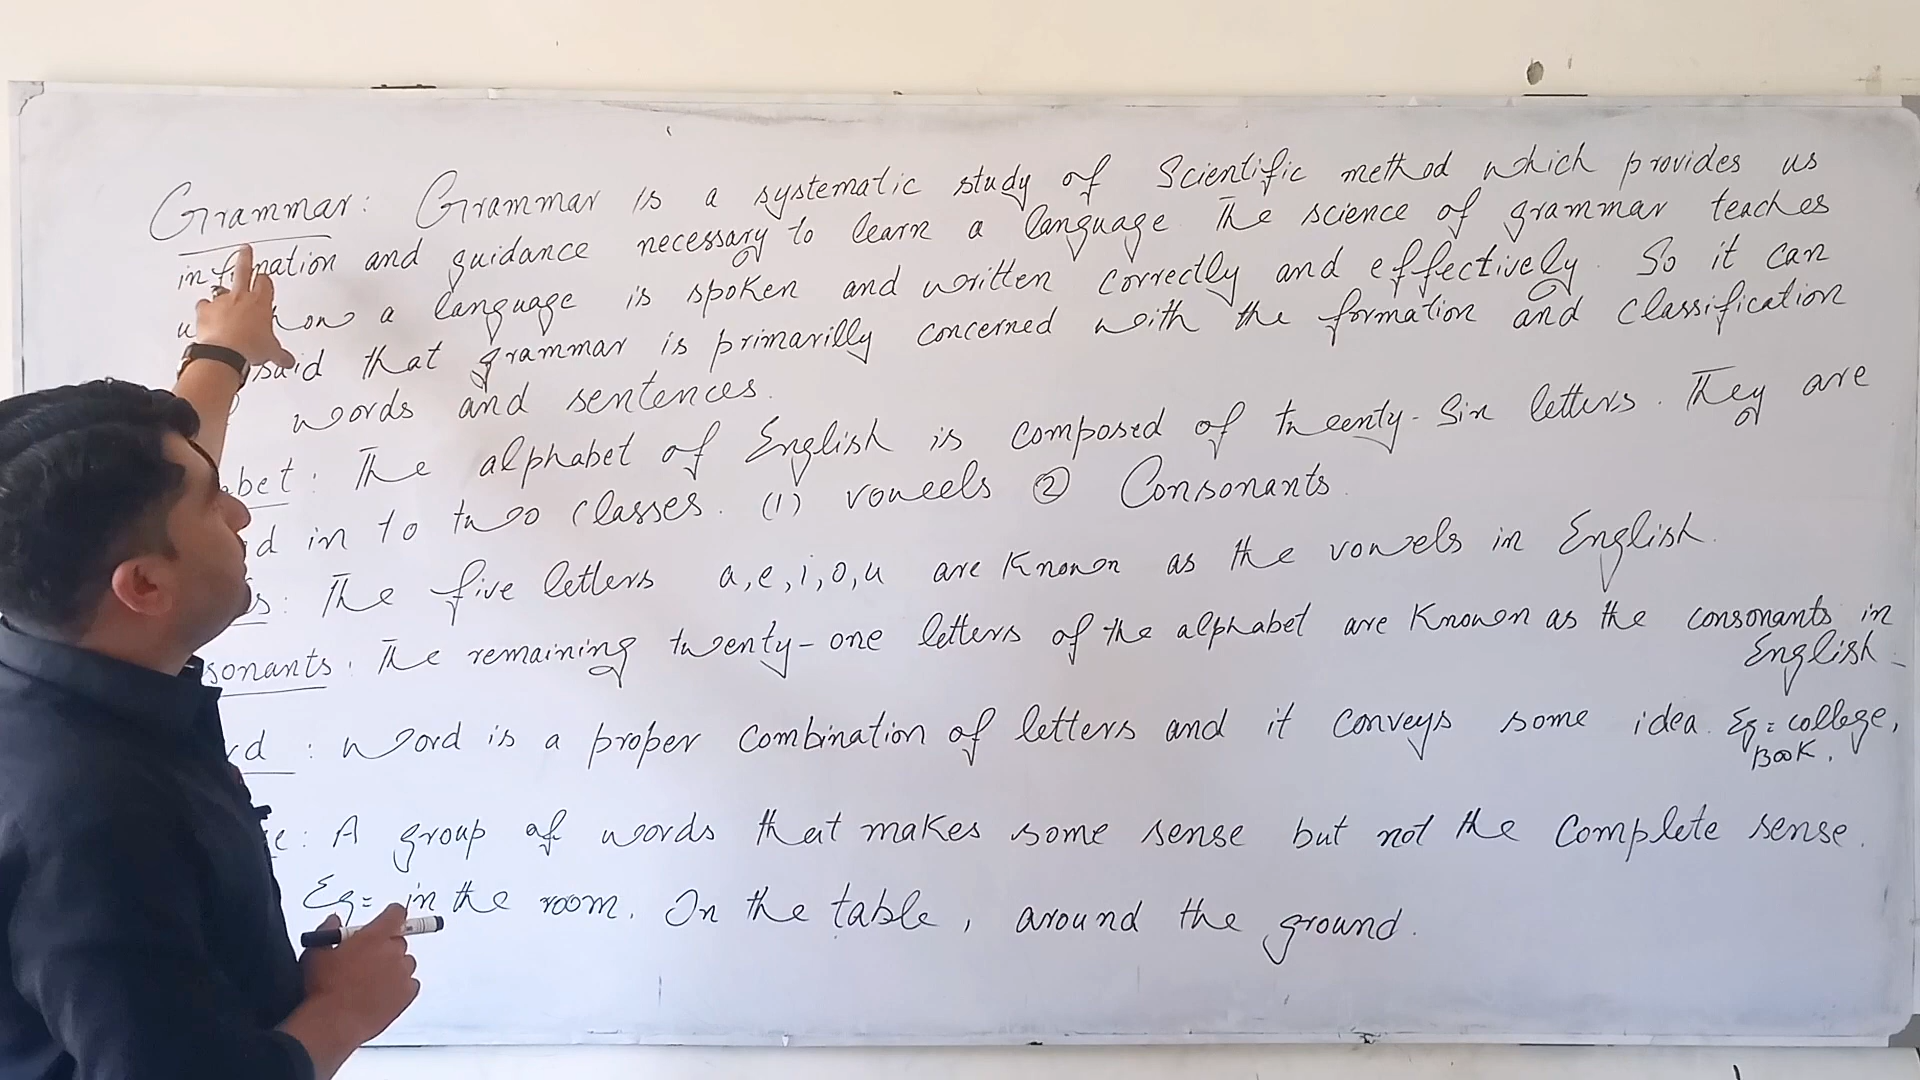 Grammar: Grammar is a systematic study of Scientific method which provides us
information and guidance necessary to learn a language. The science of grammar teaches
how a language is spoken and written correctly and effectively. So it can
said that grammar is primarilly concerned with the formation and classification
words and sentences.
bet: The alphabet of English is composed of twenty-Six letters. They are
d in to two classes. (1) voweels ② Consonants.
s: The five letters a,e,i,o,u are Known as the vowels in English.
sonants: The remaining twenty-one letters of the alphabet are Known as the consonants in
English
rd: Word is a proper combination of letters and it conveys some idea. Eg= college,
Book.
e: A group of words that makes some sense but not the complete sense.
Eg= in the room. On the table, around the ground.